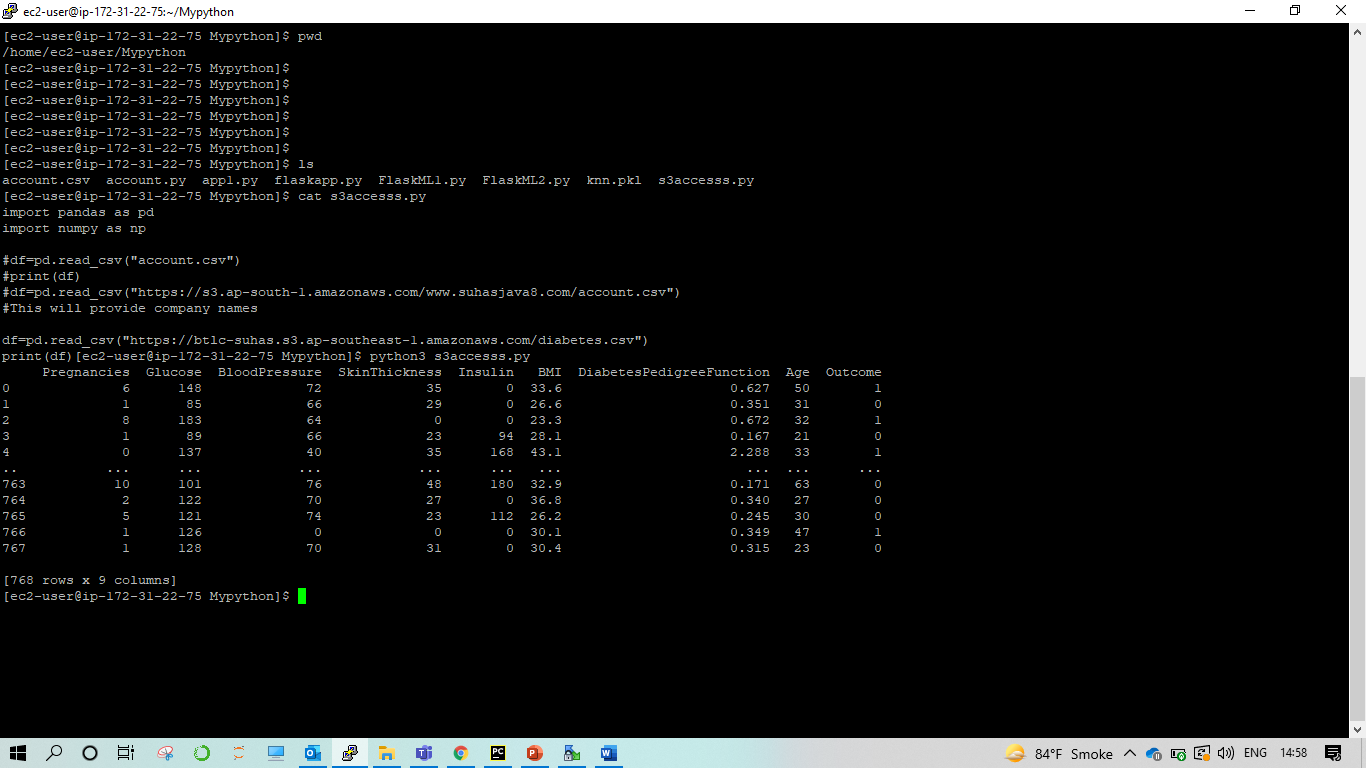 ec2-user@ip-172-31-22-75:~/Mypython
[ec2-user@ip-172-31-22-75 Mypython]$ pwd
/home/ec2-user/Mypython
[ec2-user@ip-172-31-22-75 Mypython]$
[ec2-user@ip-172-31-22-75 Mypython]$
[ec2-user@ip-172-31-22-75 Mypython]$
[ec2-user@ip-172-31-22-75 Mypython]$
[ec2-user@ip-172-31-22-75 Mypython]$
[ec2-user@ip-172-31-22-75 Mypython]$
[ec2-user@ip-172-31-22-75 Mypython]$ ls
account.csv  account.py  app1.py  flaskapp.py  FlaskML1.py  FlaskML2.py  knn.pkl  s3accesss.py
[ec2-user@ip-172-31-22-75 Mypython]$ cat s3accesss.py
import pandas as pd
import numpy as np
#df=pd.read_csv("account.csv")
#print(df)
#df=pd.read_csv("https://s3.ap-south-1.amazonaws.com/www.suhasjava8.com/account.csv")
#This will provide company names
df=pd.read_csv("https://btlc-suhas.s3.ap-southeast-1.amazonaws.com/diabetes.csv")
print(df)[ec2-user@ip-172-31-22-75 Mypython]$ python3 s3accesss.py
     Pregnancies  Glucose  BloodPressure  SkinThickness  Insulin   BMI  DiabetesPedigreeFunction  Age  Outcome
0              6      148             72             35        0  33.6                     0.627   50        1
1              1       85             66             29        0  26.6                     0.351   31        0
2              8      183             64              0        0  23.3                     0.672   32        1
3              1       89             66             23       94  28.1                     0.167   21        0
4              0      137             40             35      168  43.1                     2.288   33        1
..           ...      ...            ...            ...      ...   ...                       ...  ...      ...
763           10      101             76             48      180  32.9                     0.171   63        0
764            2      122             70             27        0  36.8                     0.340   27        0
765            5      121             74             23      112  26.2                     0.245   30        0
766            1      126              0              0        0  30.1                     0.349   47        1
767            1      128             70             31        0  30.4                     0.315   23        0
[768 rows x 9 columns]
[ec2-user@ip-172-31-22-75 Mypython]$
PC
84°F Smoke ENG 14:58